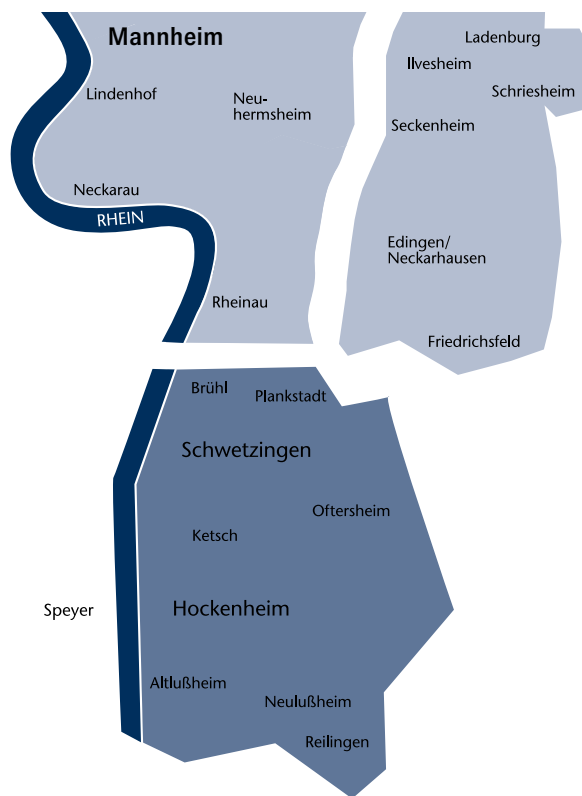 Mannheim
Ladenburg
Ilvesheim
Schriesheim
Lindenhof
Neu-
hermsheim
Seckenheim
Neckarau
RHEIN
Edingen/
Neckarhausen
Rheinau
Friedrichsfeld
Brühl
Plankstadt
Schwetzingen
Oftersheim
Ketsch
Speyer
Hockenheim
Altlußheim
Neulußheim
Reilingen